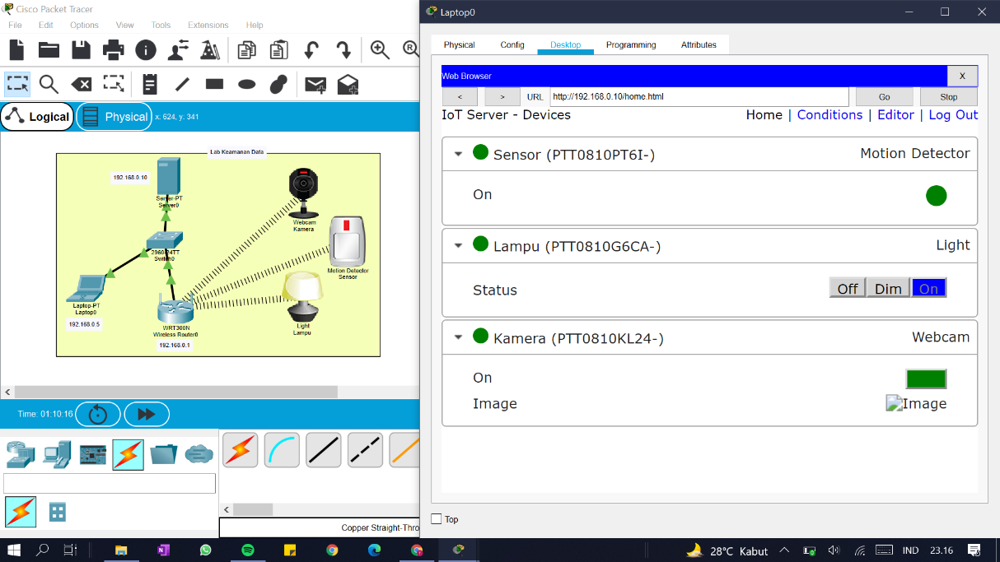 Cisco Packet Tracer
File Edit Options View Tools Extensions Help
Logical Physical x: 624, y: 341
Lab Keamanan Data
192.168.0.10
Server-PT
Server0
Webcam
Kamera
2960-24TT
Switch0
Motion Detector
Sensor
Laptop-PT
Laptop0
192.168.0.5
WRT300N
Wireless Router0
192.168.0.1
Light
Lampu
Time: 01:10:16
Copper Straight-Thro
Laptop0
Physical Config Desktop Programming Attributes
Web Browser X
< > URL http://192.168.0.10/home.html Go Stop
IoT Server - Devices Home | Conditions | Editor | Log Out
Sensor (PTT0810PT6I-) Motion Detector
On
Lampu (PTT0810G6CA-) Light
Status Off Dim On
Kamera (PTT0810KL24-) Webcam
On
Image Image
Top
28°C Kabut IND 23.16